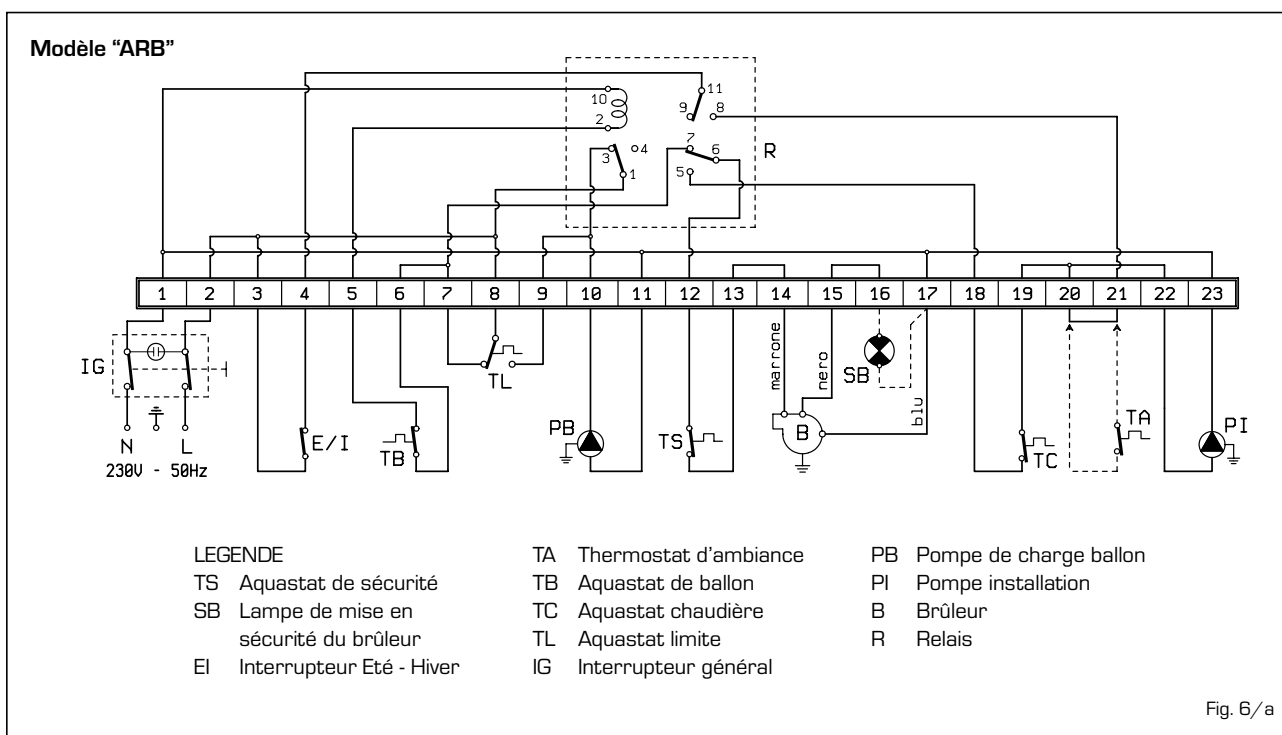 Modèle “ARB”
10
2
3
4
1
11
9
8
7
6
5
R
1 2 3 4 5 6 7 8 9 10 11 12 13 14 15 16 17 18 19 20 21 22 23
IG
N
L
230V - 50Hz
E/I
TB
TL
PB
TS
marrone
nero
B
SB
blu
TC
TA
PI
LEGENDE
TS Aquastat de sécurité
SB Lampe de mise en
sécurité du brûleur
EI Interrupteur Eté - Hiver
TA Thermostat d’ambiance
TB Aquastat de ballon
TC Aquastat chaudière
TL Aquastat limite
IG Interrupteur général
PB Pompe de charge ballon
PI Pompe installation
B Brûleur
R Relais
Fig. 6/a